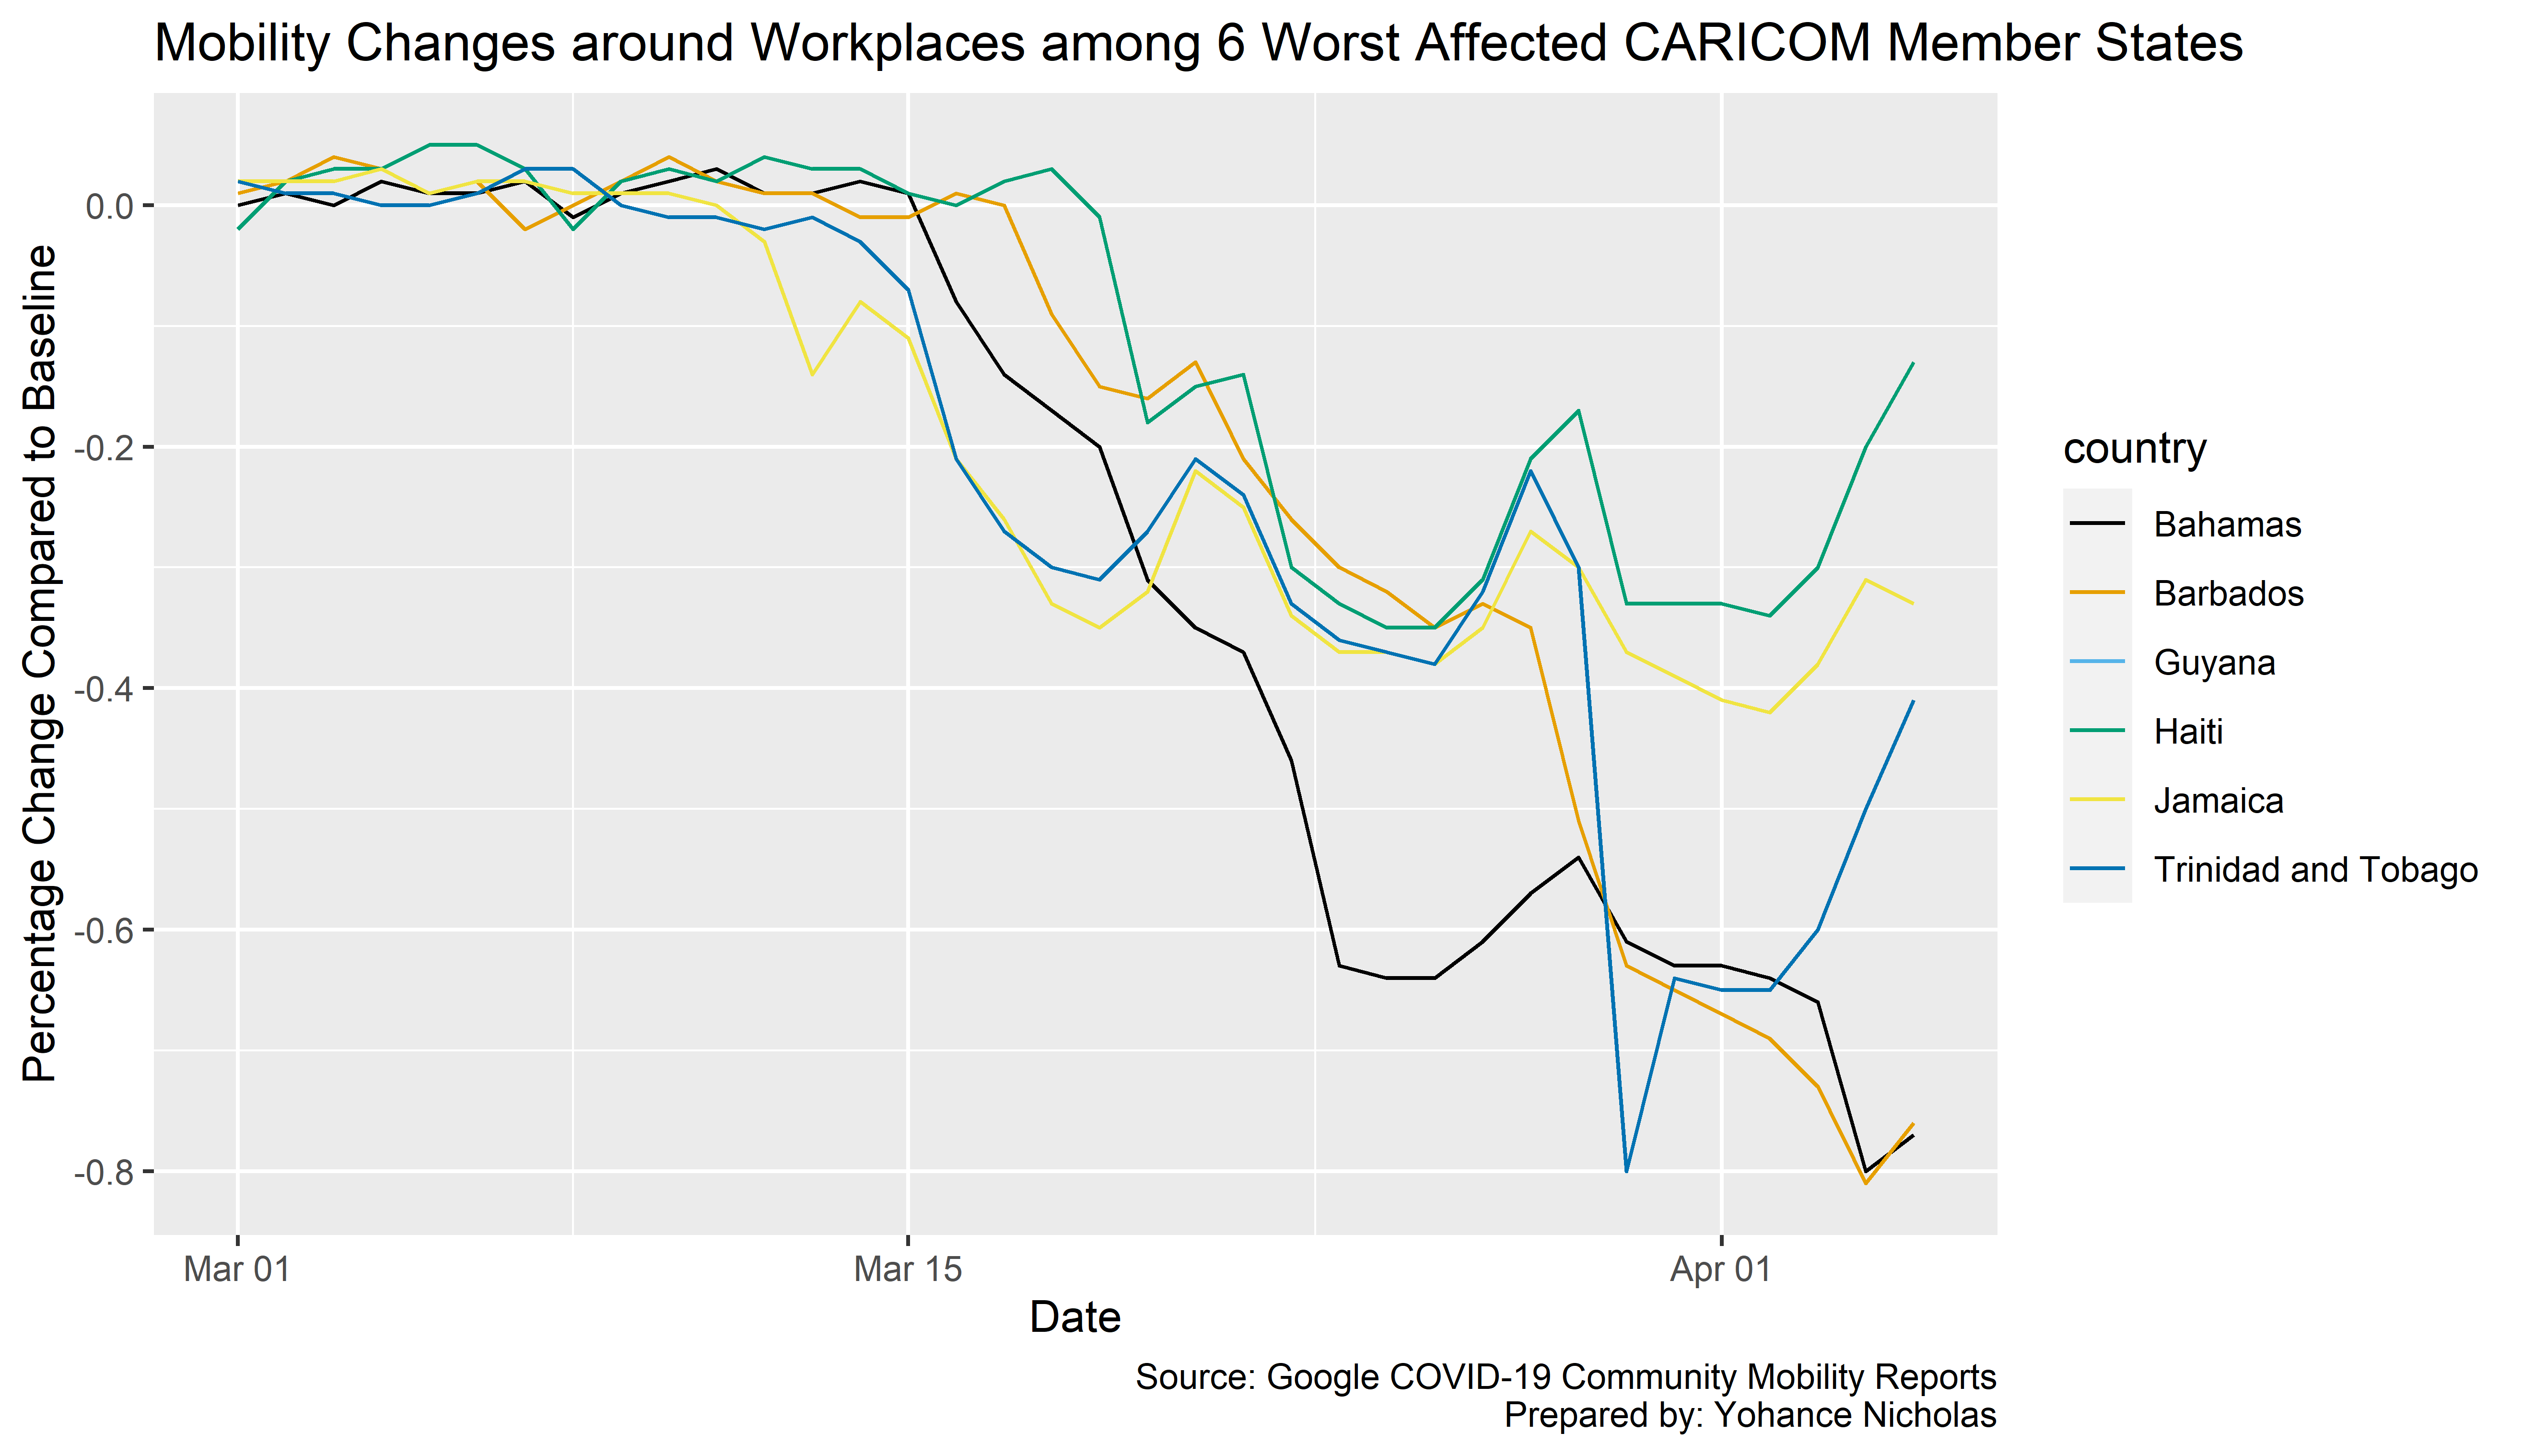 Mobility Changes around Workplaces among 6 Worst Affected CARICOM Member States
Percentage Change Compared to Baseline
0.0
-0.2
-0.4
-0.6
-0.8
Mar 01
Mar 15
Apr 01
Date
country
Bahamas
Barbados
Guyana
Haiti
Jamaica
Trinidad and Tobago
Source: Google COVID-19 Community Mobility Reports
Prepared by: Yohance Nicholas